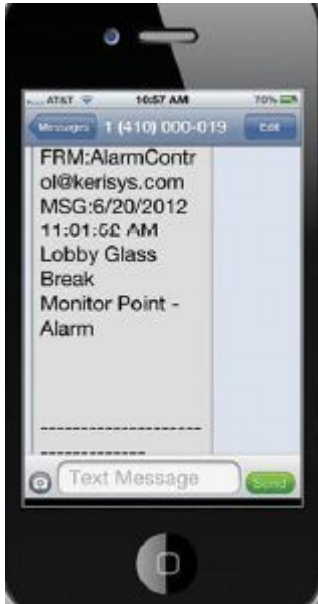 AT&T 10:57 AM 70%
Messages 1 (410) 000-019 Edit
FRM:AlarmContr
ol@kerisys.com
MSG:6/20/2012
11:01:52 AM
Lobby Glass
Break
Monitor Point -
Alarm
--------------------
-------------
Text Message Send